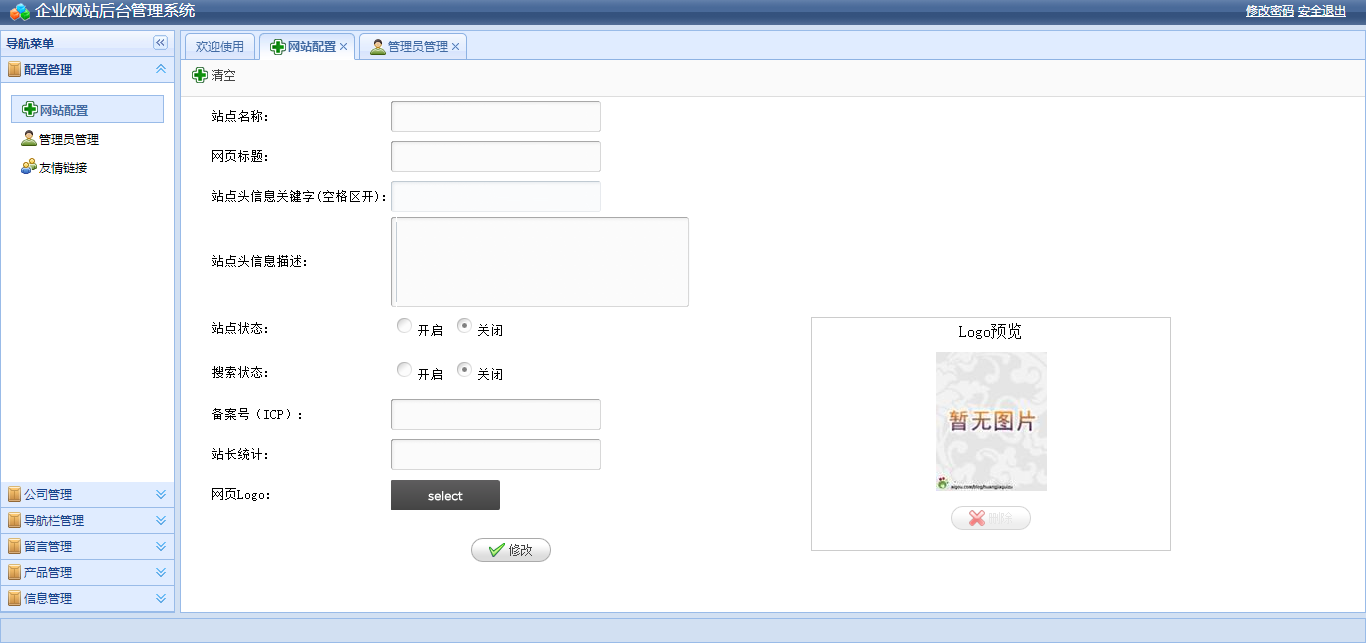 企业网站后台管理系统
修改密码 安全退出
导航菜单
配置管理
网站配置
管理员管理
友情链接
公司管理
导航栏管理
留言管理
产品管理
信息管理
欢迎使用 网站配置 管理员管理
清空
站点名称:
网页标题:
站点头信息关键字(空格区开):
站点头信息描述:
站点状态: 开启 关闭
搜索状态: 开启 关闭
备案号（ICP）:
站长统计:
网页Logo: select
修改
Logo预览
暂无图片
删除